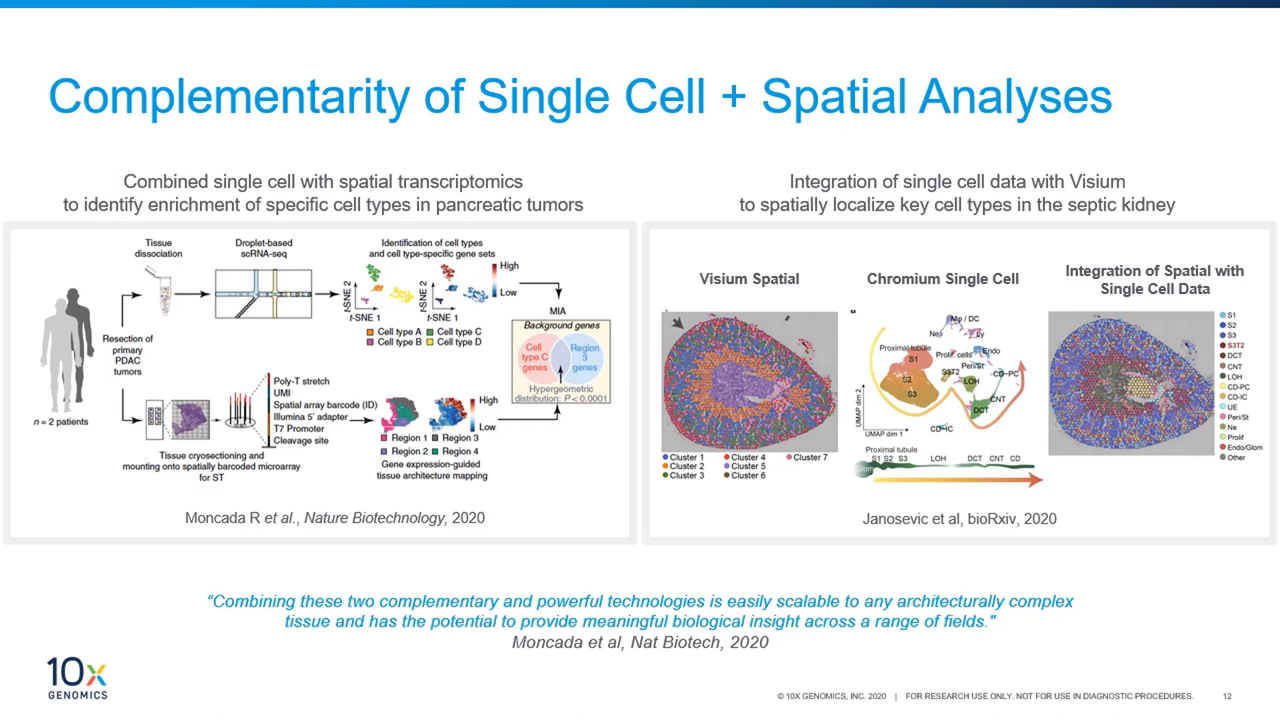 Complementarity of Single Cell + Spatial Analyses
Combined single cell with spatial transcriptomics
to identify enrichment of specific cell types in pancreatic tumors
Tissue
dissociation
Droplet-based
scRNA-seq
Identification of cell types
and cell type-specific gene sets
High
Low
t-SNE 2
t-SNE 1
t-SNE 2
t-SNE 1
Cell type A
Cell type C
Cell type B
Cell type D
MIA
Background genes
Cell
type C
genes
Region
3
genes
Hypergeometric
distribution: P < 0.0001
Resection of
primary
PDAC
tumors
n = 2 patients
Poly-T stretch
UMI
Spatial array barcode (ID)
Illumina 5' adapter
T7 Promoter
Cleavage site
Tissue cryosectioning and
mounting onto spatially barcoded microarray
for ST
High
Low
Region 1
Region 3
Region 2
Region 4
Gene expression-guided
tissue architecture mapping
Moncada R et al., Nature Biotechnology, 2020
Integration of single cell data with Visium
to spatially localize key cell types in the septic kidney
Visium Spatial
Cluster 1
Cluster 4
Cluster 7
Cluster 2
Cluster 5
Cluster 3
Cluster 6
Chromium Single Cell
Mφ / DC
Ne
Ly
Proximal tubule
S1
Prolif. cells
Endo
Peri/St
S2
S3T2
LOH
CD-PC
S3
CNT
DCT
CD-IC
UMAP dim 2
UMAP dim 1
Proximal tubule
S1 S2 S3 LOH DCT CNT CD
Glom
Integration of Spatial with
Single Cell Data
S1
S2
S3
S3T2
DCT
CNT
LOH
CD-PC
CD-IC
UE
Peri/St
Ne
Prolif
Endo/Glom
Other
Janosevic et al, bioRxiv, 2020
“Combining these two complementary and powerful technologies is easily scalable to any architecturally complex
tissue and has the potential to provide meaningful biological insight across a range of fields."
Moncada et al, Nat Biotech, 2020
10x
GENOMICS
© 10X GENOMICS, INC. 2020 | FOR RESEARCH USE ONLY. NOT FOR USE IN DIAGNOSTIC PROCEDURES. 12